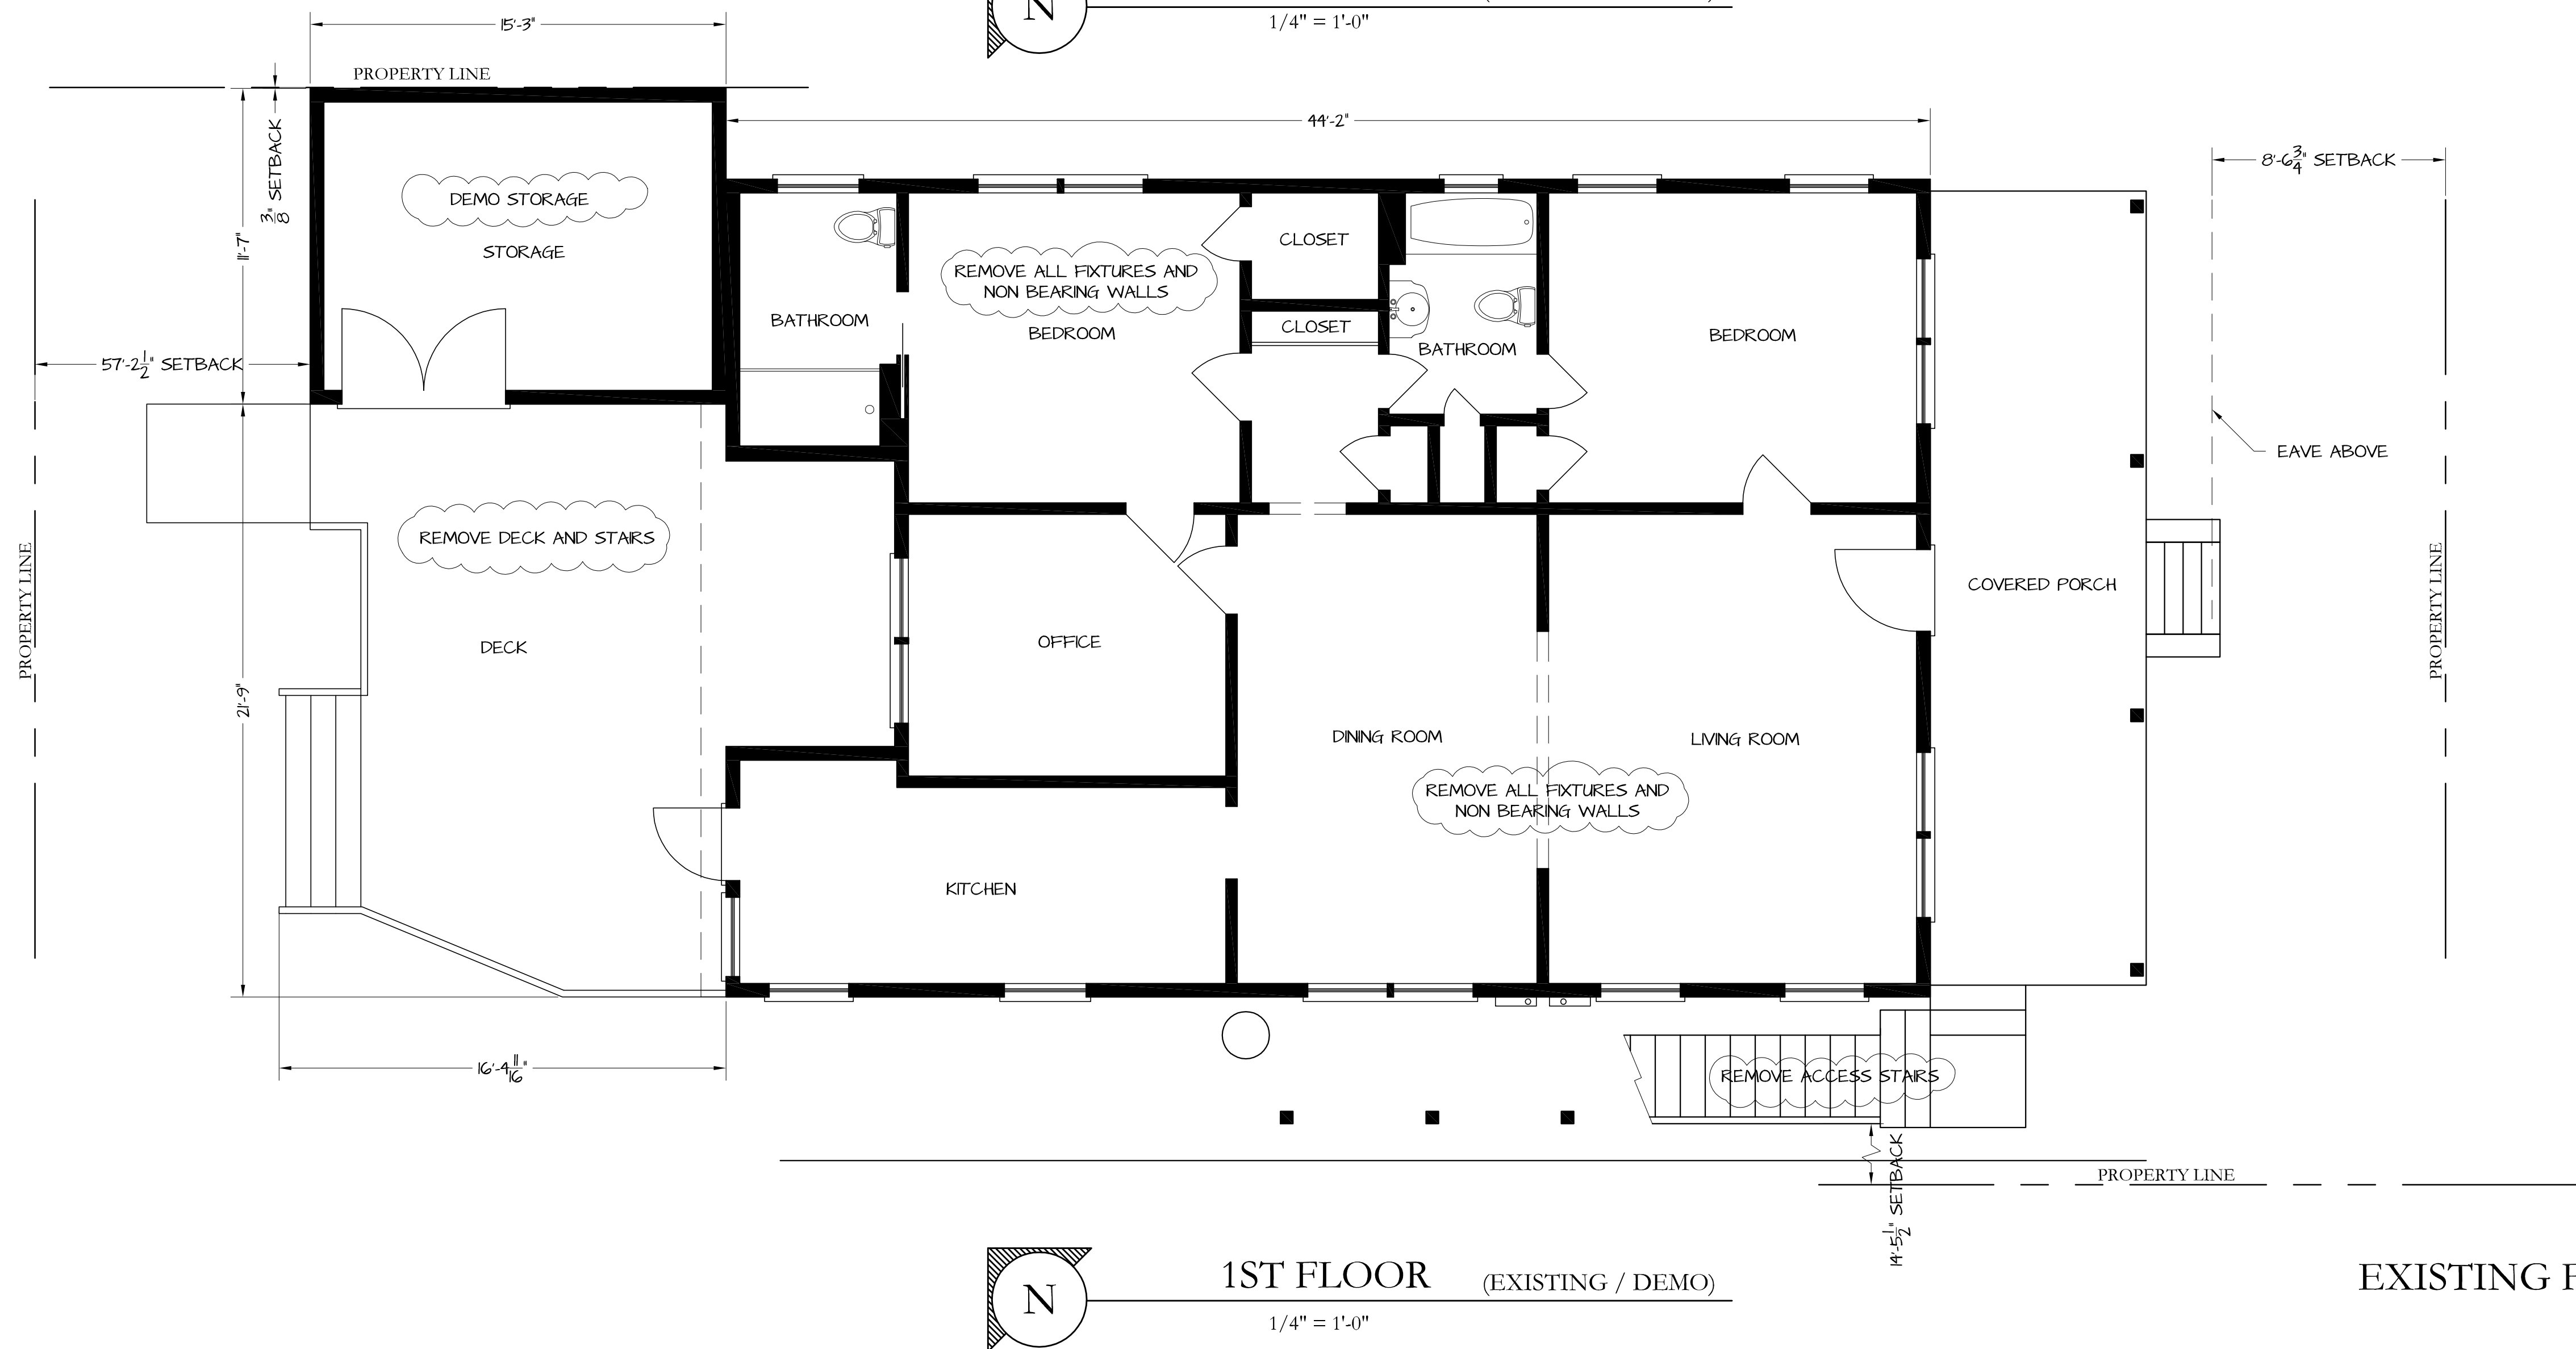 1/4" = 1'-0"
15'-3"
PROPERTY LINE
3/8" SETBACK
44'-2"
8'-6 3/4" SETBACK
11'-7"
DEMO STORAGE
STORAGE
CLOSET
REMOVE ALL FIXTURES AND
NON BEARING WALLS
BATHROOM
BEDROOM
CLOSET
BATHROOM
BEDROOM
57'-2 1/2" SETBACK
EAVE ABOVE
REMOVE DECK AND STAIRS
PROPERTY LINE
COVERED PORCH
PROPERTY LINE
DECK
OFFICE
21'-9"
DINING ROOM
LIVING ROOM
REMOVE ALL FIXTURES AND
NON BEARING WALLS
KITCHEN
16'-4 11/16"
REMOVE ACCESS STAIRS
14'-5 1/2" SETBACK
PROPERTY LINE
N
1ST FLOOR (EXISTING / DEMO)
1/4" = 1'-0"
EXISTING